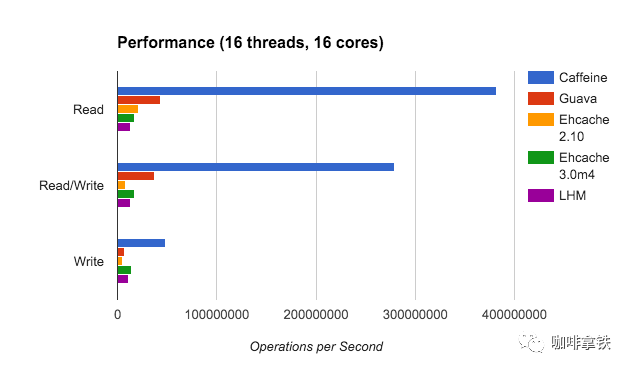 Performance (16 threads, 16 cores)
Caffeine
Guava
Ehcache
2.10
Ehcache
3.0m4
LHM
Read
Read/Write
Write
0
100000000
200000000
300000000
400000000
Operations per Second
咖啡拿铁